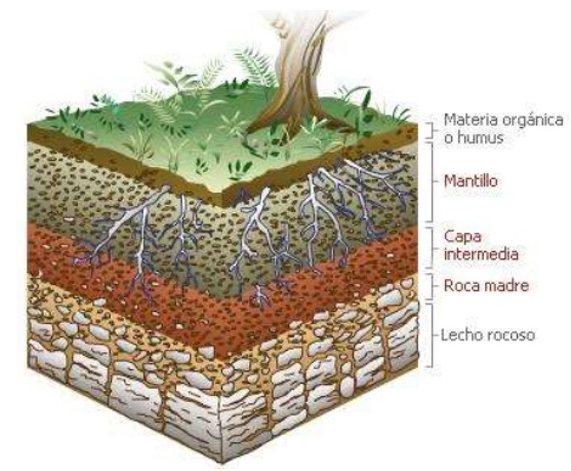 Materia orgánica
o humus
Mantillo
Capa
intermedia
Roca madre
Lecho rocoso